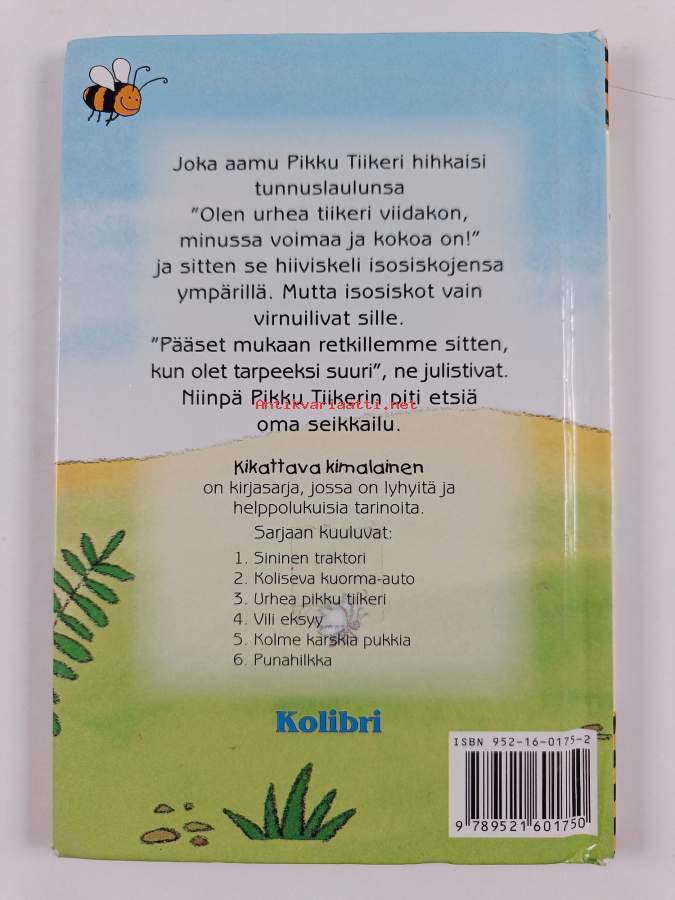 Joka aamu Pikku Tiikeri hihkaisi
tunnuslaulunsa
”Olen urhea tiikeri viidakon,
minussa voimaa ja kokoa on!”
ja sitten se hiiviskeli isosiskojensa
ympärillä. Mutta isosiskot vain
virnuilivat sille.
”Pääset mukaan retkillemme sitten,
kun olet tarpeeksi suuri”, ne julistivat.
Niinpä Pikku Tiikerin piti etsiä
Antikvariaatti.net
oma seikkailu.
Kikattava kimalainen
on kirjasarja, jossa on lyhyitä ja
helppolukuisia tarinoita.
Sarjaan kuuluvat:
1. Sininen traktori
2. Koliseva kuorma-auto
3. Urhea pikku tiikeri
4. Vili eksyy
5. Kolme karskia pukkia
6. Punahilkka
Kolibri
ISBN 952-16-0175-2
9 789521 601750